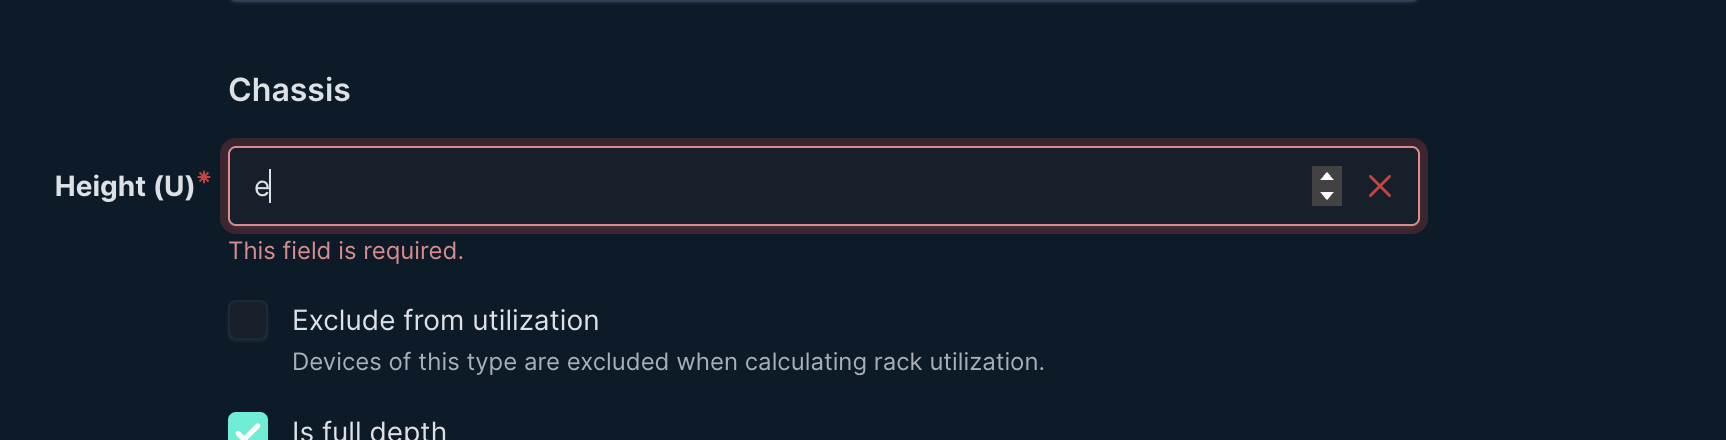 Chassis
Height (U)*
e
This field is required.
Exclude from utilization
Devices of this type are excluded when calculating rack utilization.
Is full depth